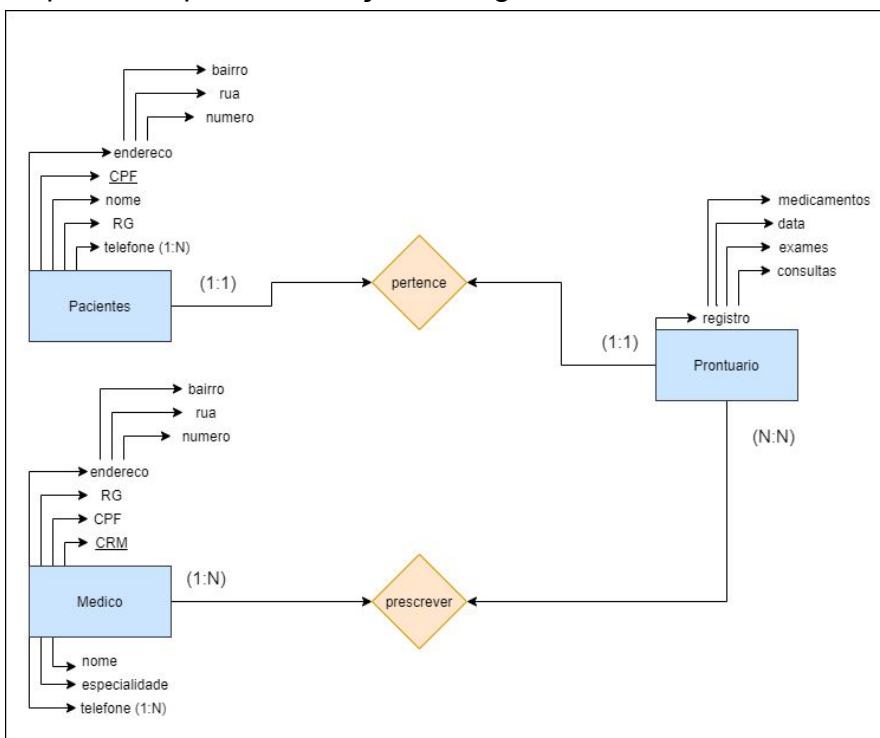 bairro
rua
numero
endereco
CPF
nome
RG
telefone (1:N)
Pacientes
(1:1)
pertence
medicamentos
data
exames
consultas
registro
(1:1)
Prontuario
(N:N)
bairro
rua
numero
endereco
RG
CPF
CRM
Medico
(1:N)
prescrever
nome
especialidade
telefone (1:N)